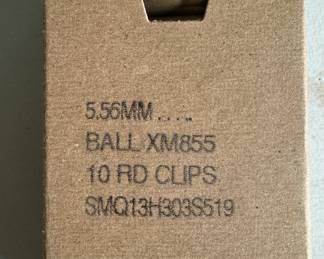 5.56MM.....
BALL XM855
10 RD CLIPS
SMQ13H303S519